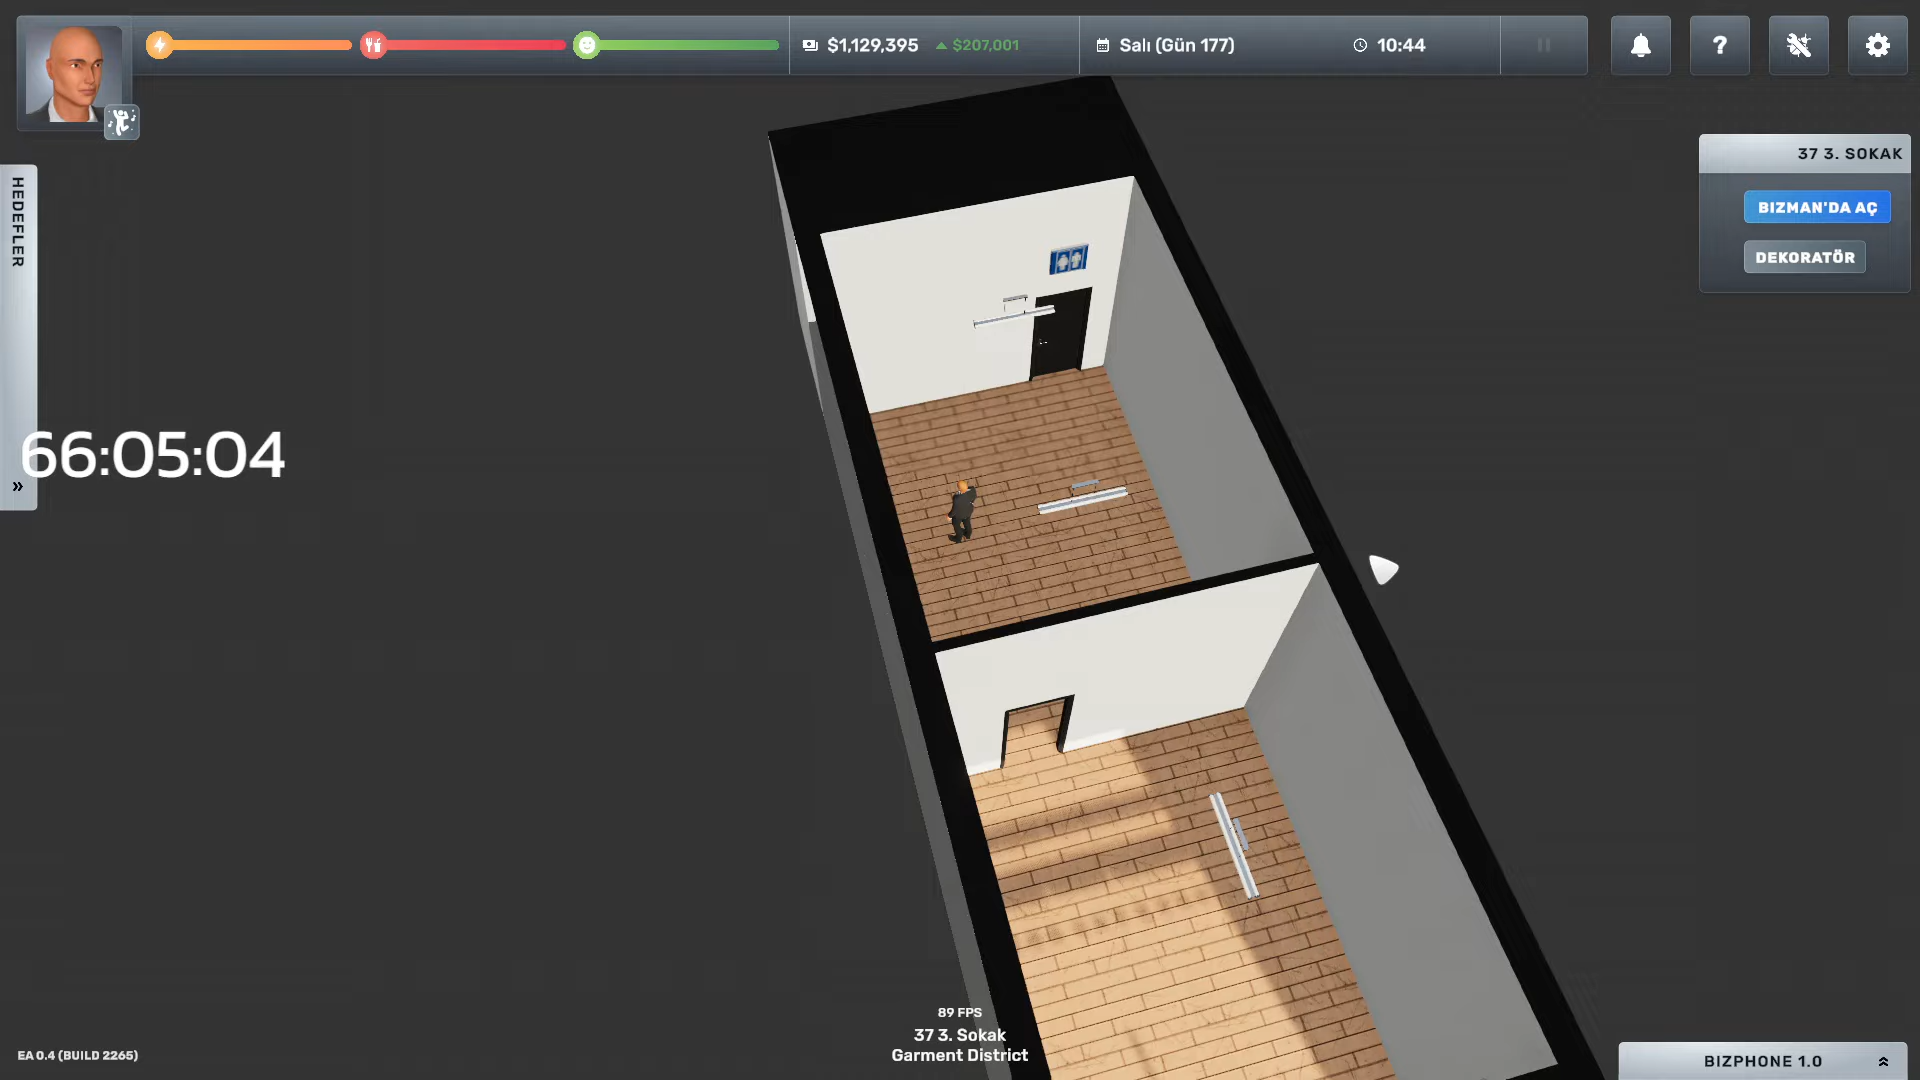 $1,129,395
$207,001
Salı (Gün 177)
10:44
?
37 3. SOKAK
BIZMAN'DA AÇ
DEKORATÖR
HEDEFLER
66:05:04
89 FPS
37 3. Sokak
Garment District
EA 0.4 (BUILD 2265)
BIZPHONE 1.0